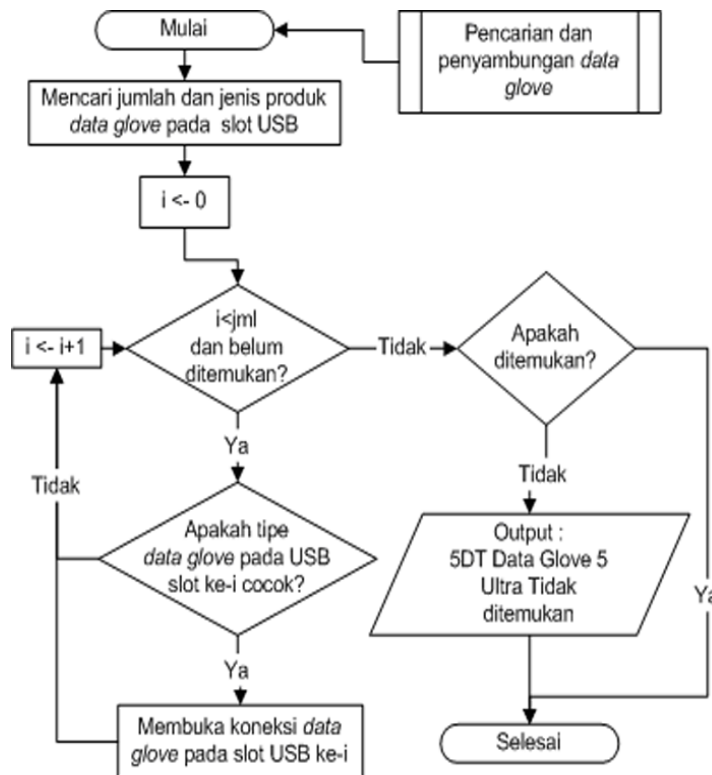 Mulai
Pencarian dan
penyambungan data
glove
Mencari jumlah dan jenis produk
data glove pada slot USB
i <- 0
i<jml
dan belum
ditemukan?
i <- i+1
Tidak
Apakah
ditemukan?
Ya
Tidak
Tidak
Apakah tipe
data glove pada USB
slot ke-i cocok?
Output :
5DT Data Glove 5
Ultra Tidak
ditemukan
Ya
Ya
Membuka koneksi data
glove pada slot USB ke-i
Selesai